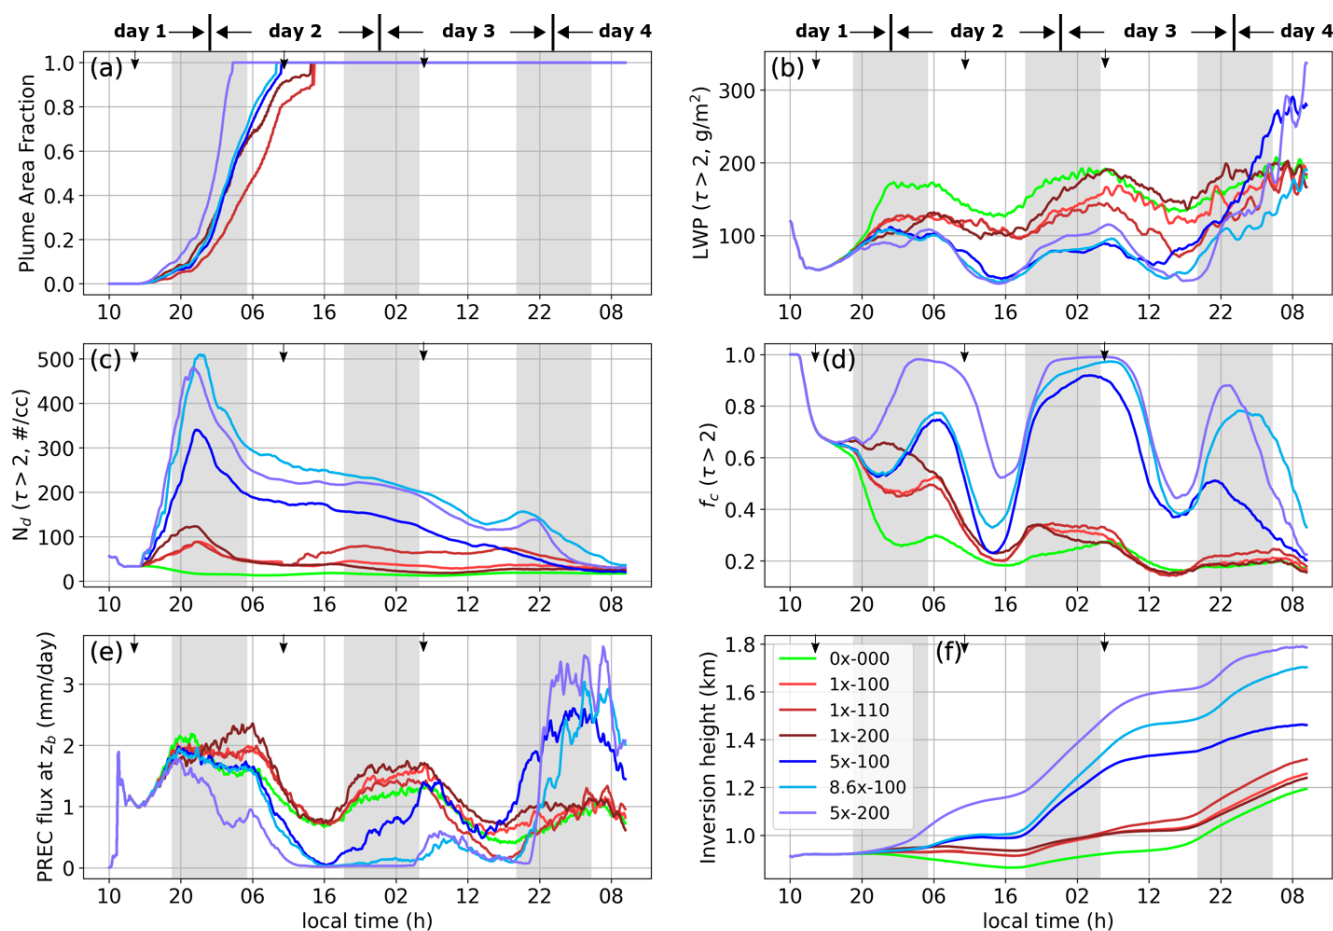 day 1 day 2 day 3 day 4
day 1 day 2 day 3 day 4
(a)
Plume Area Fraction
1.0
0.8
0.6
0.4
0.2
0.0
10 20 06 16 02 12 22 08
(b)
LWP (τ > 2, g/m²)
300
200
100
10 20 06 16 02 12 22 08
(c)
N_d (τ > 2, #/cc)
500
400
300
200
100
0
10 20 06 16 02 12 22 08
(d)
f_c (τ > 2)
1.0
0.8
0.6
0.4
0.2
10 20 06 16 02 12 22 08
(e)
PREC flux at z_b (mm/day)
3
2
1
0
10 20 06 16 02 12 22 08
local time (h)
(f)
Inversion height (km)
1.8
1.6
1.4
1.2
1.0
0x-000
1x-100
1x-110
1x-200
5x-100
8.6x-100
5x-200
10 20 06 16 02 12 22 08
local time (h)